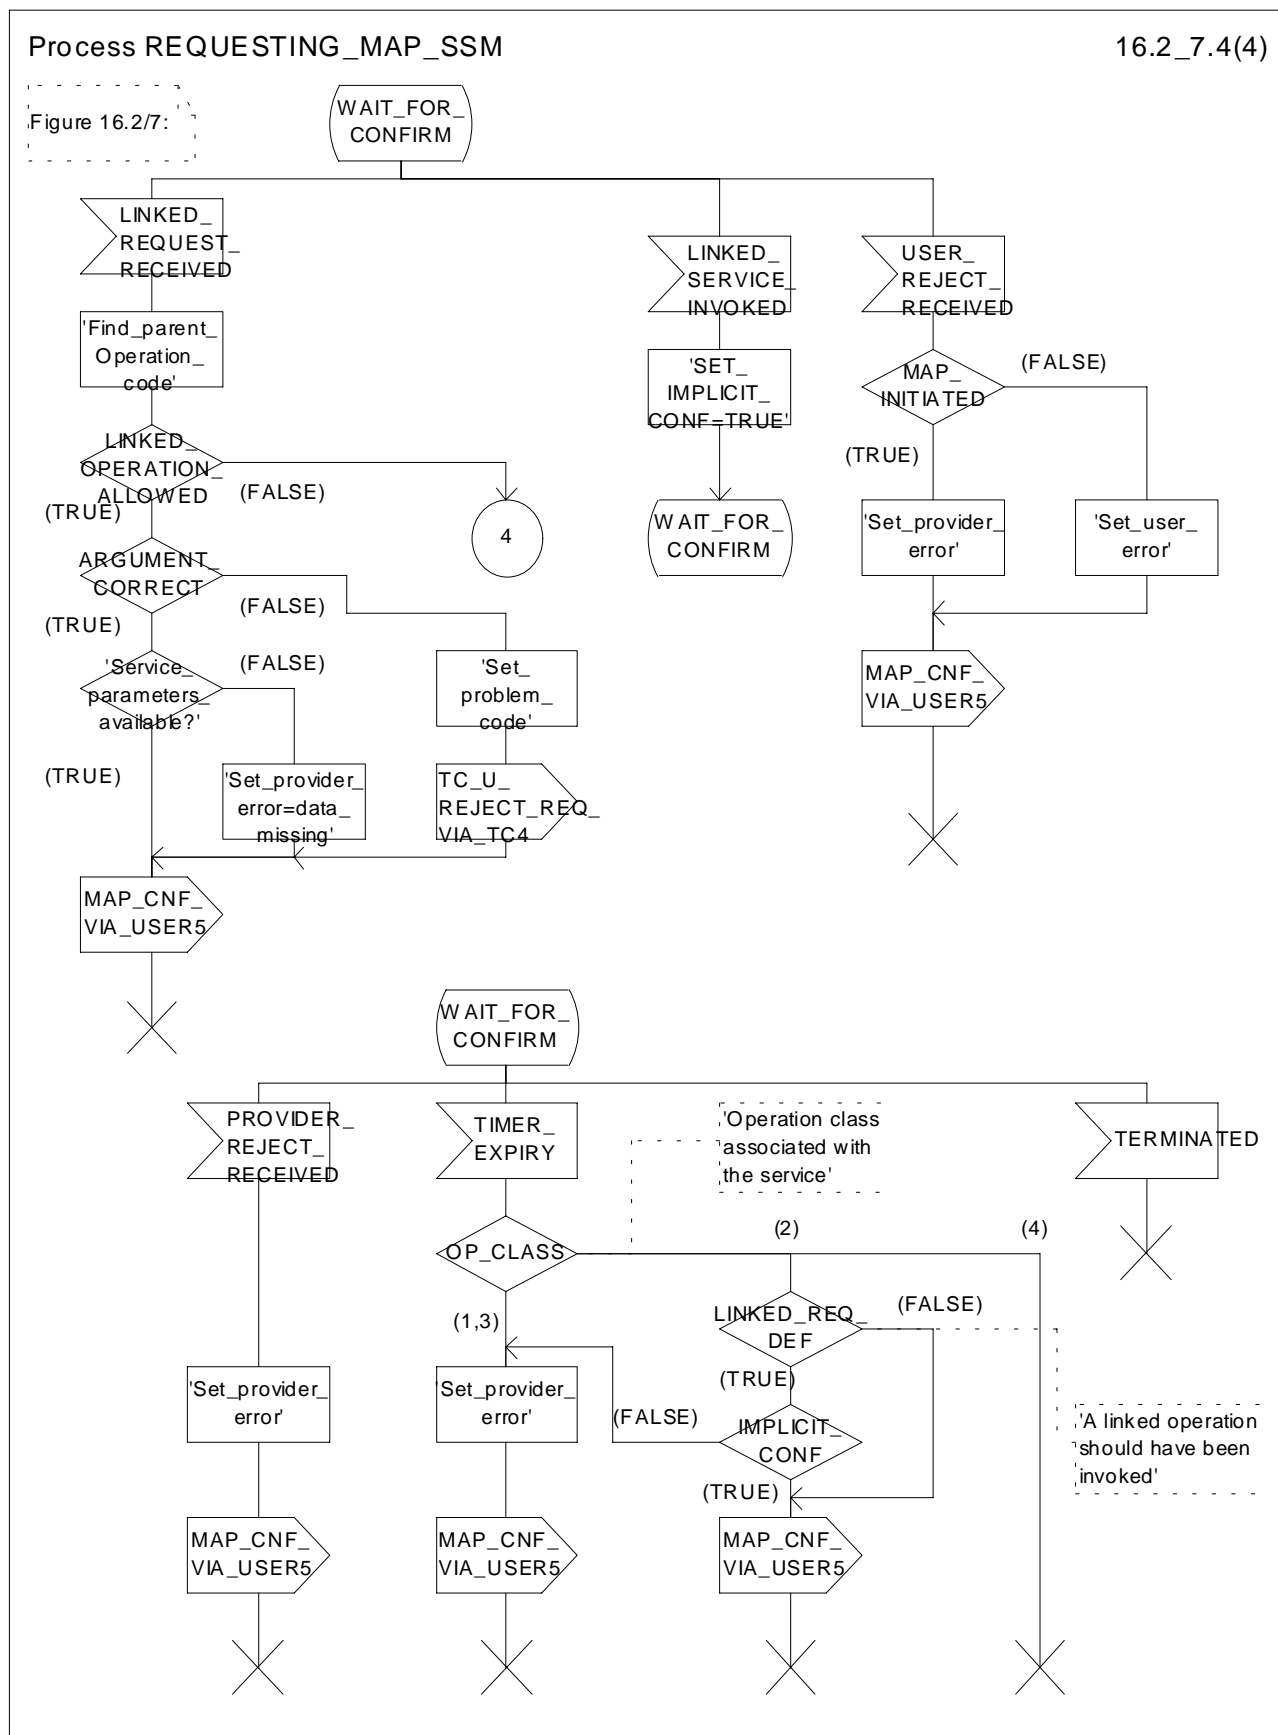 Process REQUESTING_MAP_SSM
16.2_7.4(4)
Figure 16.2/7:
WAIT_FOR_
CONFIRM
LINKED_
REQUEST_
RECEIVED
LINKED_
SERVICE_
INVOKED
USER_
REJECT_
RECEIVED
'Find_parent_
Operation_
code'
'SET_
IMPLICIT_
CONF=TRUE'
MAP_
INITIATED
(FALSE)
(TRUE)
LINKED_
OPERATION_
ALLOWED
(FALSE)
(TRUE)
4
WAIT_FOR_
CONFIRM
'Set_provider_
error'
'Set_user_
error'
ARGUMENT_
CORRECT
(FALSE)
(TRUE)
'Service_
parameters_
available?'
(FALSE)
(TRUE)
'Set_
problem_
code'
MAP_CNF_
VIA_USER5
'Set_provider_
error=data_
missing'
TC_U_
REJECT_REQ_
VIA_TC4
MAP_CNF_
VIA_USER5
WAIT_FOR_
CONFIRM
PROVIDER_
REJECT_
RECEIVED
TIMER_
EXPIRY
'Operation class
associated with
the service'
TERMINATED
OP_CLASS
(2)
(4)
(1,3)
LINKED_REQ_
DEF
(FALSE)
(TRUE)
'Set_provider_
error'
'Set_provider_
error'
(FALSE)
IMPLICIT_
CONF
(TRUE)
'A linked operation
should have been
invoked'
MAP_CNF_
VIA_USER5
MAP_CNF_
VIA_USER5
MAP_CNF_
VIA_USER5